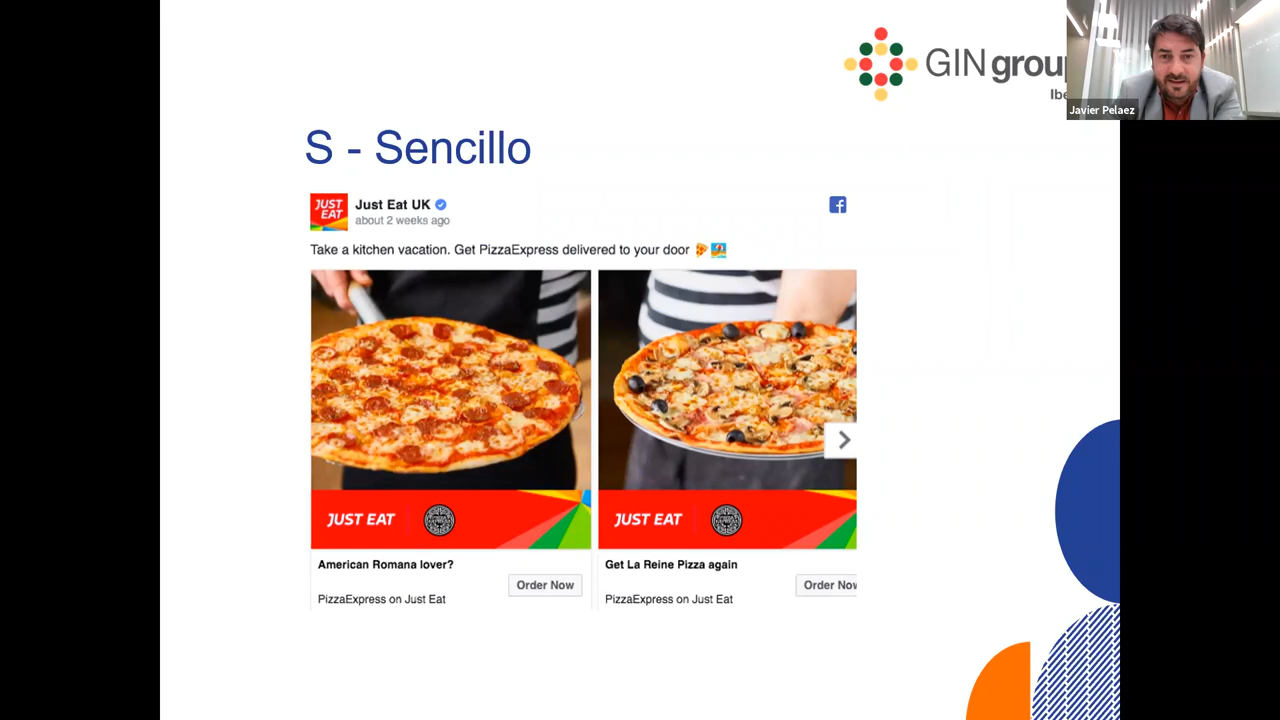 GIN group
Ibe
Javier Pelaez
S - Sencillo
JUST EAT
Just Eat UK
about 2 weeks ago
Take a kitchen vacation. Get PizzaExpress delivered to your door
JUST EAT
JUST EAT
American Romana lover?
Order Now
PizzaExpress on Just Eat
Get La Reine Pizza again
Order Now
PizzaExpress on Just Eat